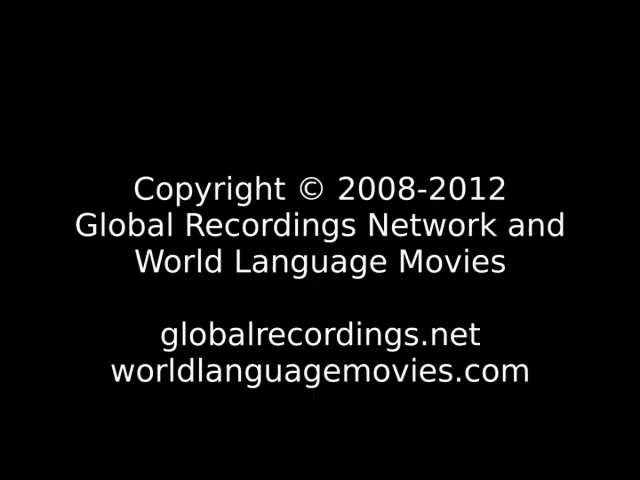 Copyright © 2008-2012
Global Recordings Network and
World Language Movies
globalrecordings.net
worldlanguagemovies.com